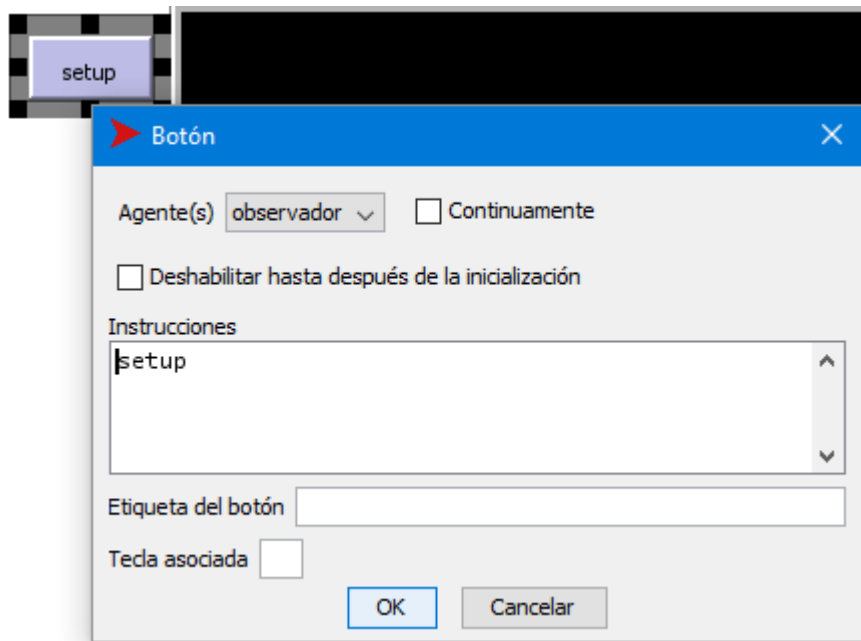 setup
Botón
Agente(s) observador Continuamente
Deshabilitar hasta después de la inicialización
Instrucciones
setup
Etiqueta del botón
Tecla asociada
OK Cancelar